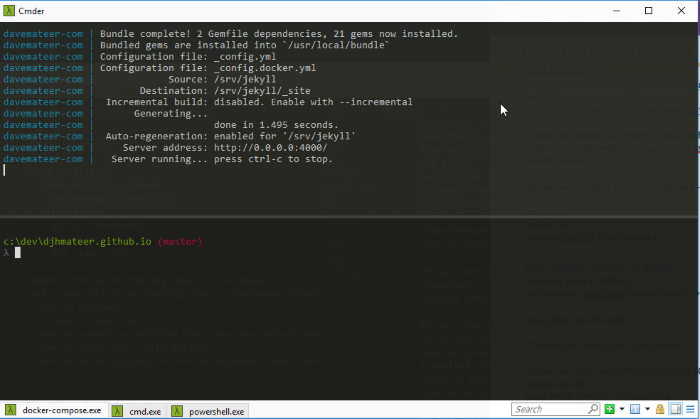 Cmder
davemateer-com | Bundle complete! 2 Gemfile dependencies, 21 gems now installed.
davemateer-com | Bundled gems are installed into `/usr/local/bundle`
davemateer-com | Configuration file: _config.yml
davemateer-com | Configuration file: _config.docker.yml
davemateer-com | Source: /srv/jekyll
davemateer-com | Destination: /srv/jekyll/_site
davemateer-com | Incremental build: disabled. Enable with --incremental
davemateer-com | Generating...
davemateer-com | done in 1.495 seconds.
davemateer-com | Auto-regeneration: enabled for '/srv/jekyll'
davemateer-com | Server address: http://0.0.0.0:4000/
davemateer-com | Server running... press ctrl-c to stop.
c:\dev\djhmateer.github.io (master)
λ
docker-compose.exe cmd.exe powershell.exe Search